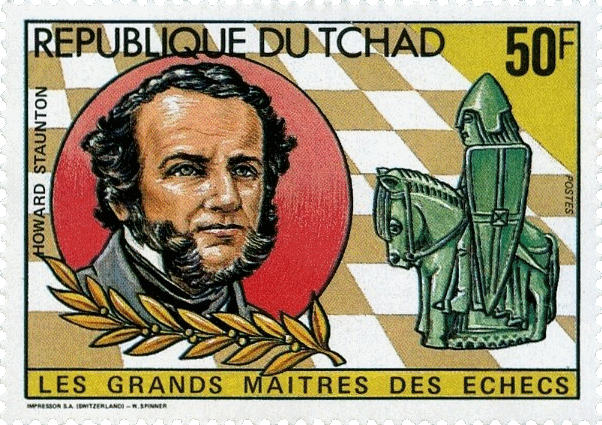 REPUBLIQUE DU TCHAD
50F
HOWARD STAUNTON
POSTES
LES GRANDS MAITRES DES ECHECS
IMPRESSOR S.A. (SWITZERLAND) — W. SPINNER